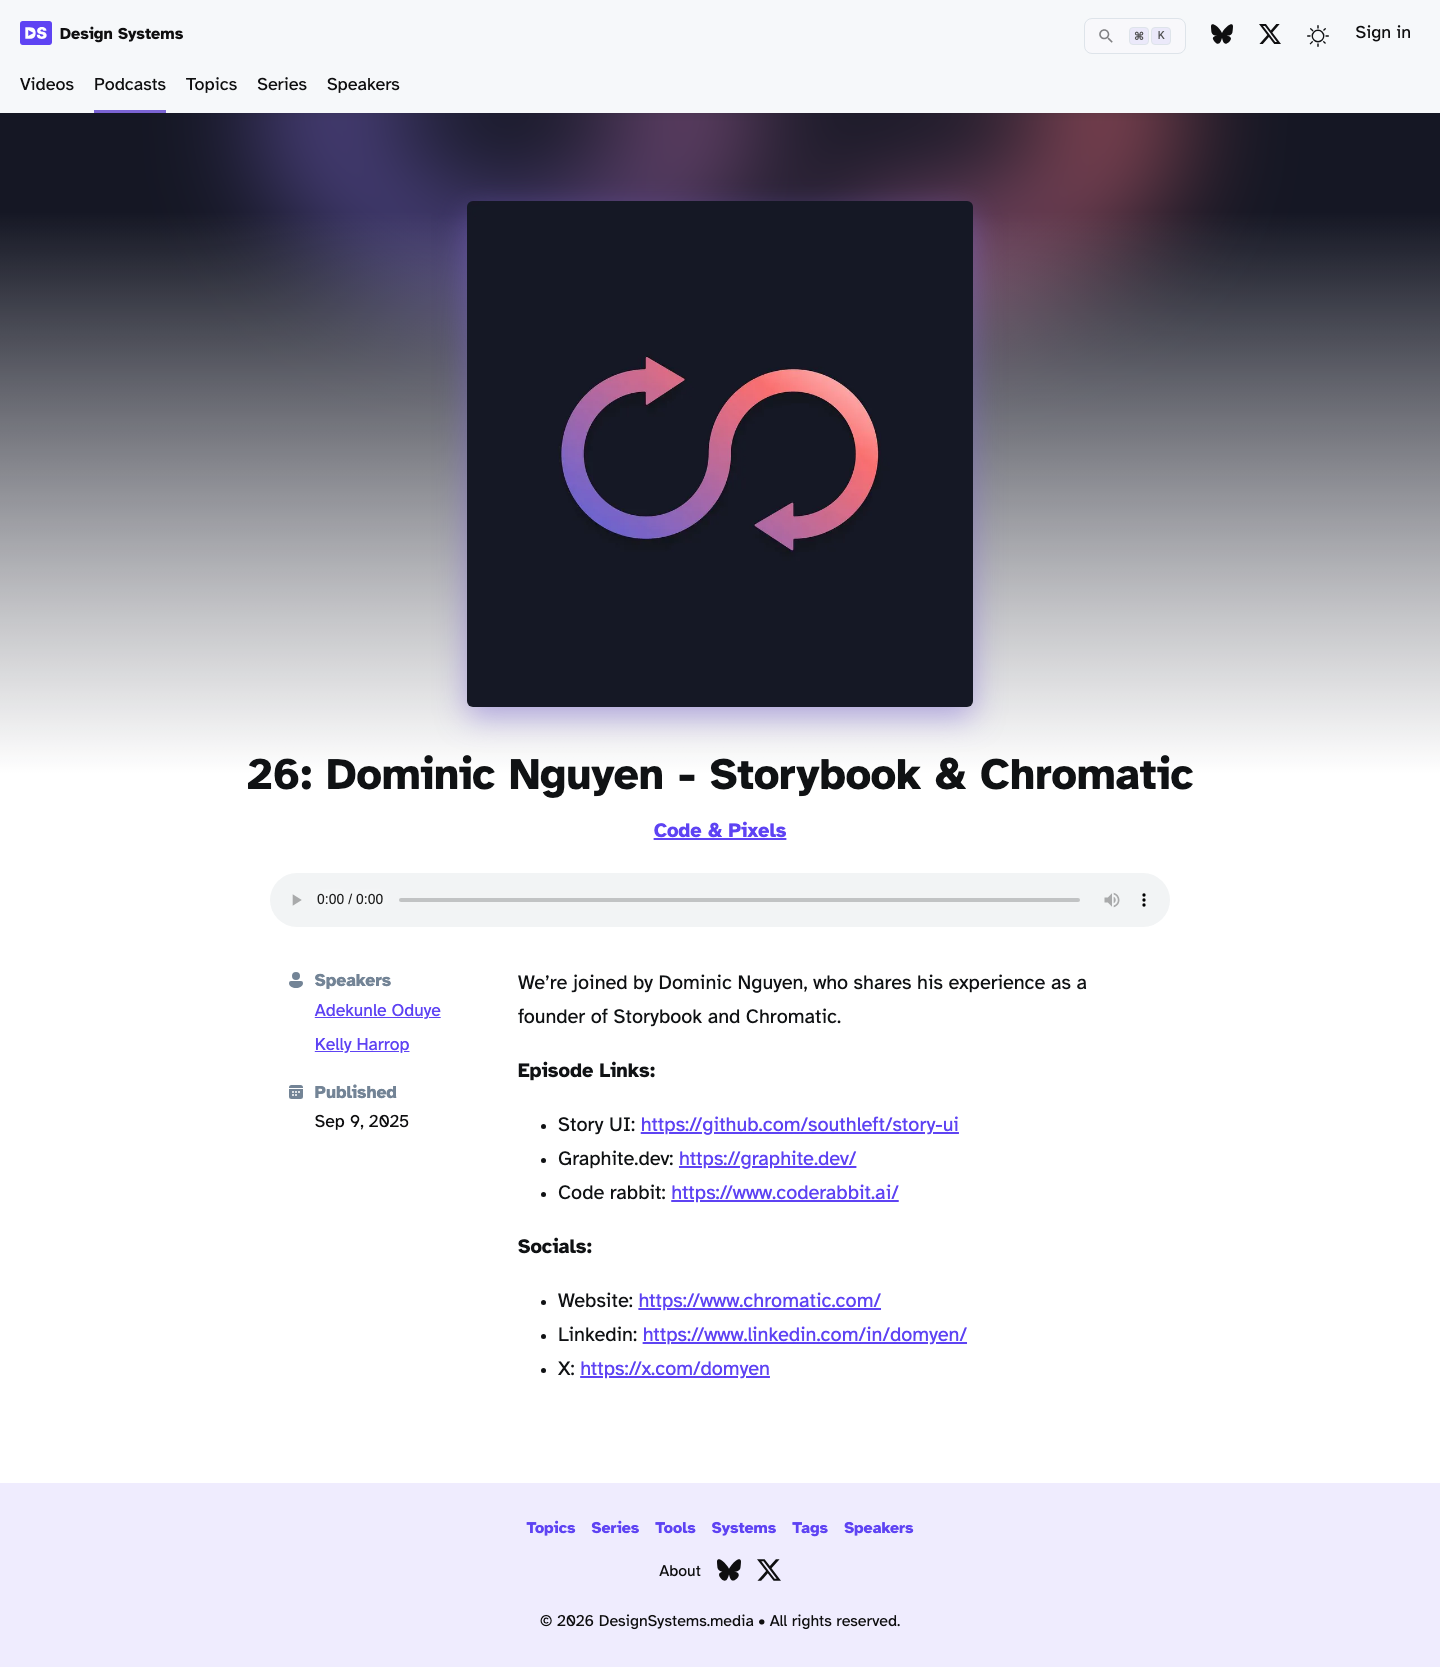 DS Design Systems
⌘ K
Sign in
Videos Podcasts Topics Series Speakers
26: Dominic Nguyen - Storybook & Chromatic
Code & Pixels
0:00 / 0:00
Speakers
Adekunle Oduye
Kelly Harrop
Published
Sep 9, 2025
We’re joined by Dominic Nguyen, who shares his experience as a
founder of Storybook and Chromatic.
Episode Links:
• Story UI: https://github.com/southleft/story-ui
• Graphite.dev: https://graphite.dev/
• Code rabbit: https://www.coderabbit.ai/
Socials:
• Website: https://www.chromatic.com/
• Linkedin: https://www.linkedin.com/in/domyen/
• X: https://x.com/domyen
Topics Series Tools Systems Tags Speakers
About
© 2026 DesignSystems.media • All rights reserved.